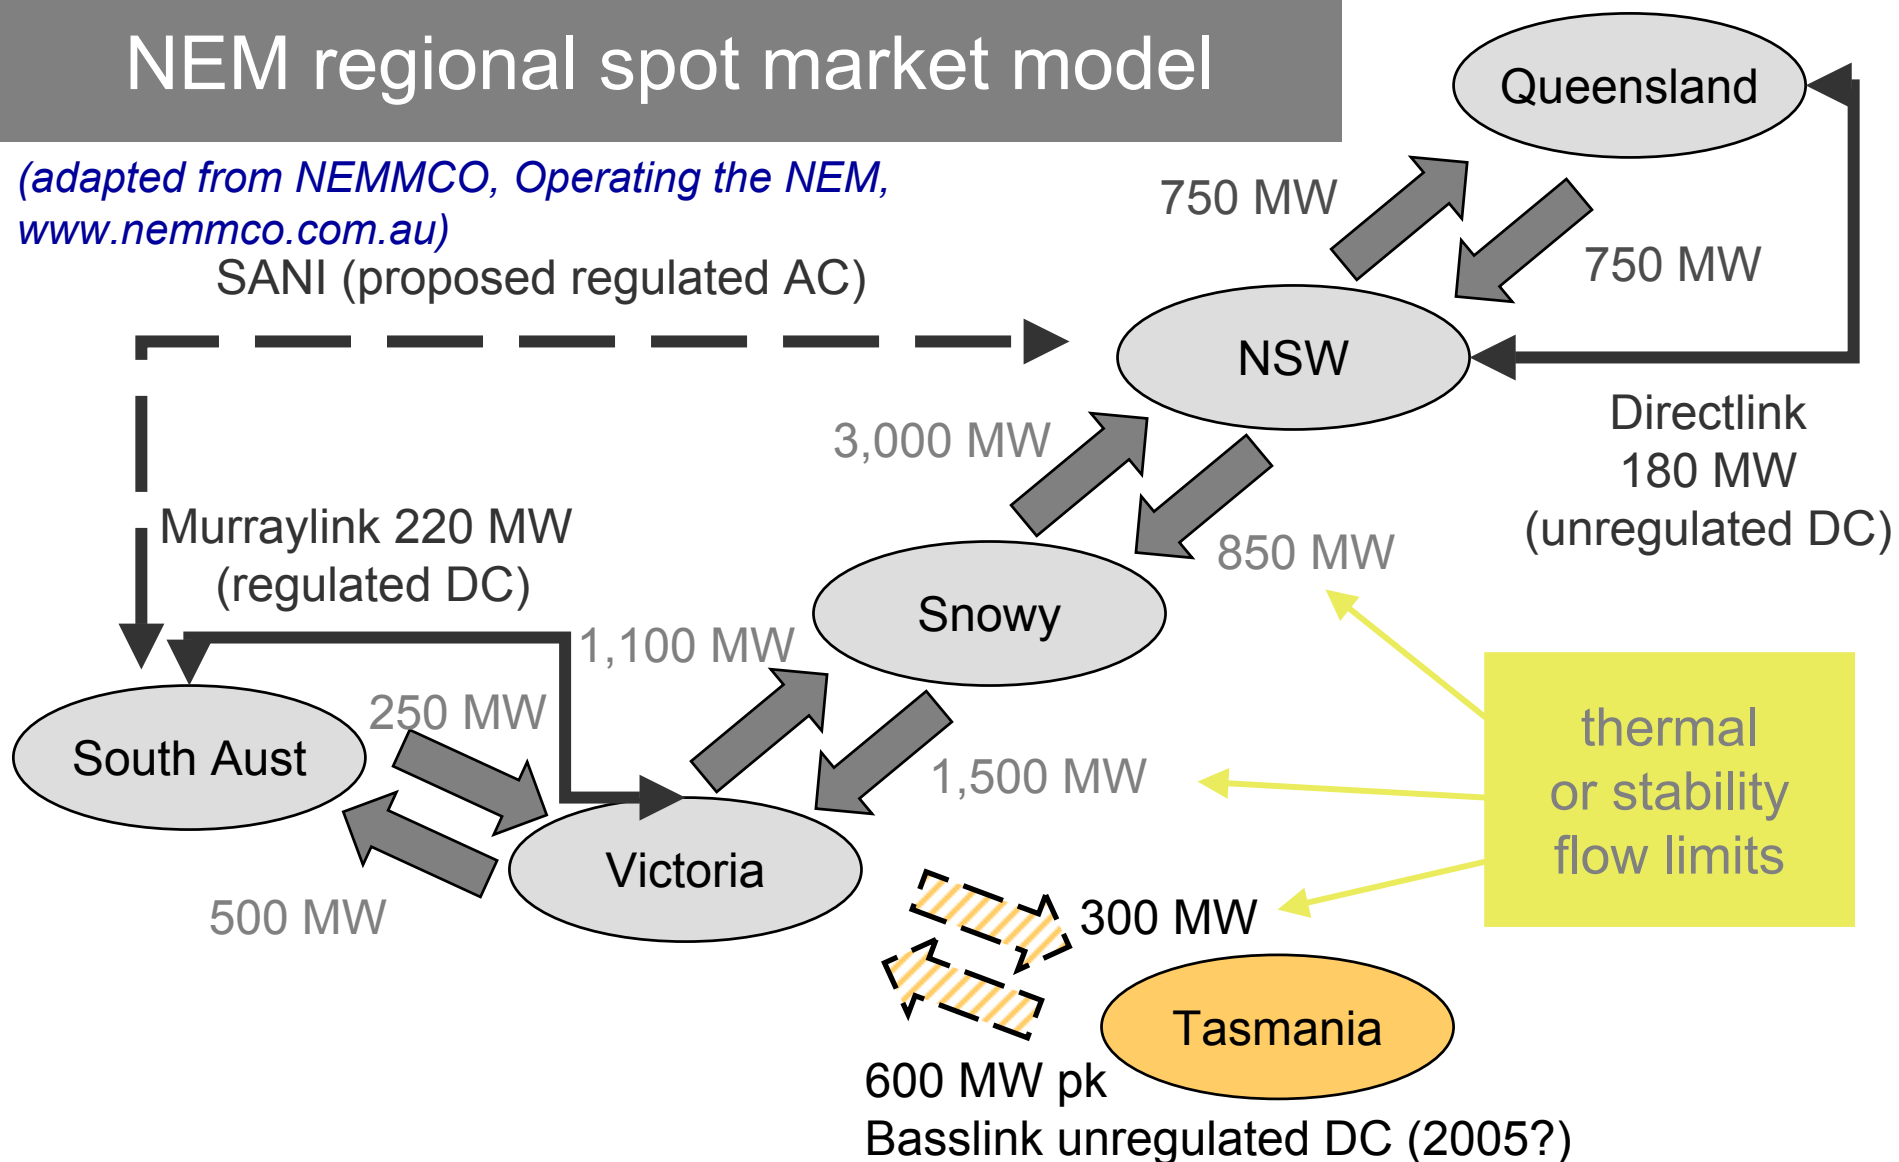 NEM regional spot market model
Queensland
(adapted from NEMMCO, Operating the NEM,
www.nemmco.com.au)
750 MW
750 MW
SANI (proposed regulated AC)
NSW
3,000 MW
Directlink
180 MW
(unregulated DC)
Murraylink 220 MW
(regulated DC)
850 MW
Snowy
1,100 MW
250 MW
South Aust
1,500 MW
thermal
or stability
flow limits
Victoria
500 MW
300 MW
Tasmania
600 MW pk
Basslink unregulated DC (2005?)